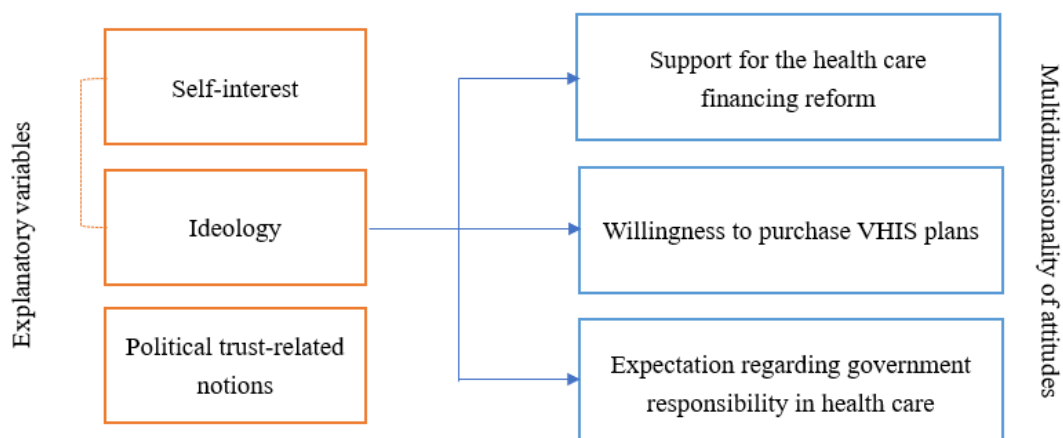 Explanatory variables
Self-interest
Ideology
Political trust-related
notions
Support for the health care
financing reform
Willingness to purchase VHIS plans
Expectation regarding government
responsibility in health care
Multidimensionality of attitudes